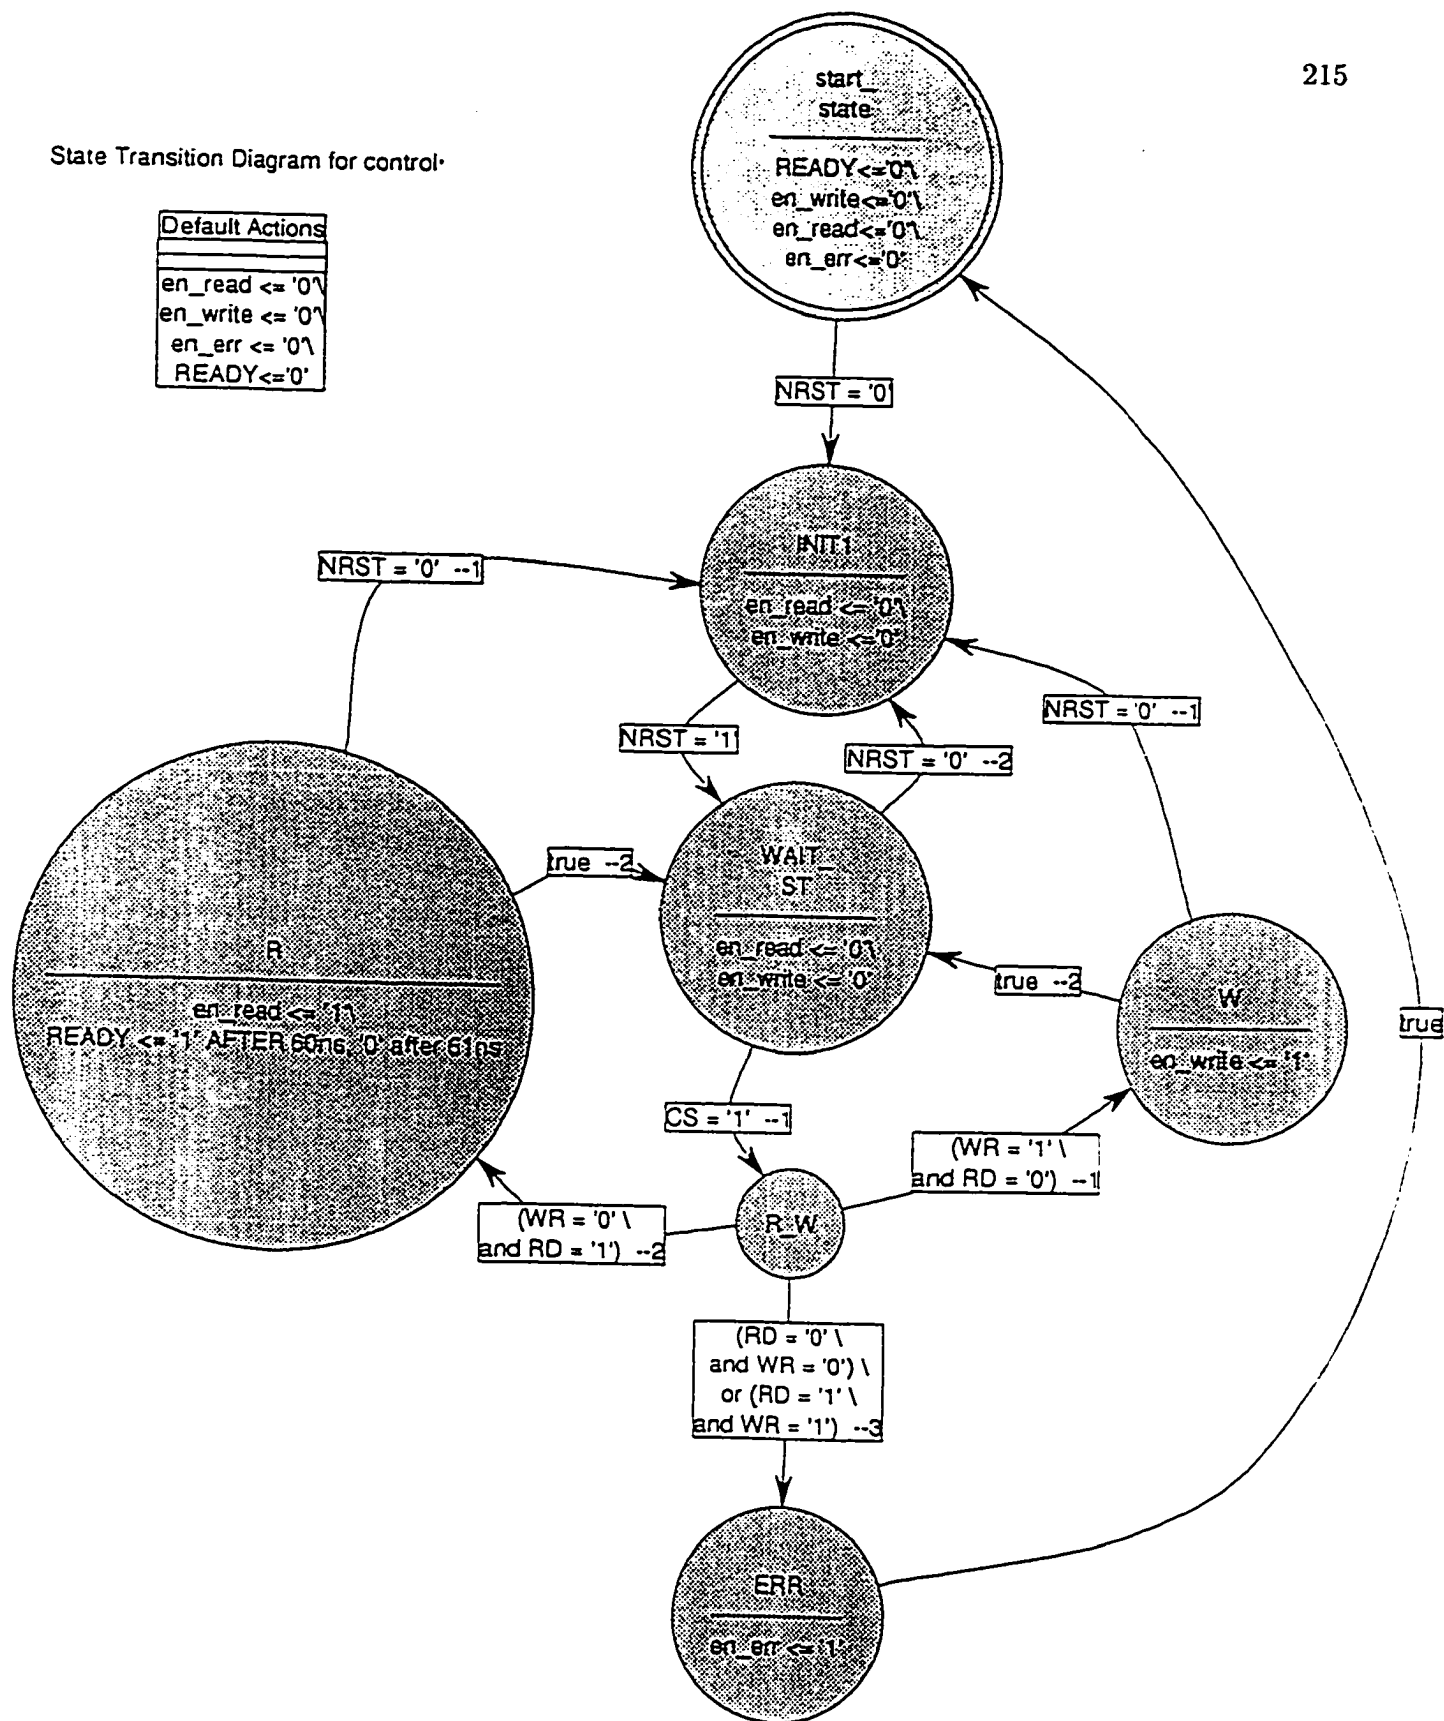 215
State Transition Diagram for control
Default Actions
en_read <= '0'\
en_write <= '0'\
en_err <= '0'\
READY<='0'
start_
state
READY<='0'\
en_write<='0'\
en_read<='0'\
en_err<='0'
NRST = '0'
INIT1
en_read <= '0'\
en_write <='0'
NRST = '0' --1
NRST = '1'
NRST = '0' --2
NRST = '0' --1
WAIT_
ST
en_read <= '0'\
en_write <= '0'
true --2
R
en_read <= '1'\
READY <= '1' AFTER 60ns, '0' after 61ns
true --2
W
en_write <= '1'
true
CS = '1' --1
(WR = '1' \
and RD = '0') --1
R_W
(WR = '0' \
and RD = '1') --2
(RD = '0' \
and WR = '0') \
or (RD = '1' \
and WR = '1') --3
ERR
en_err <= '1'